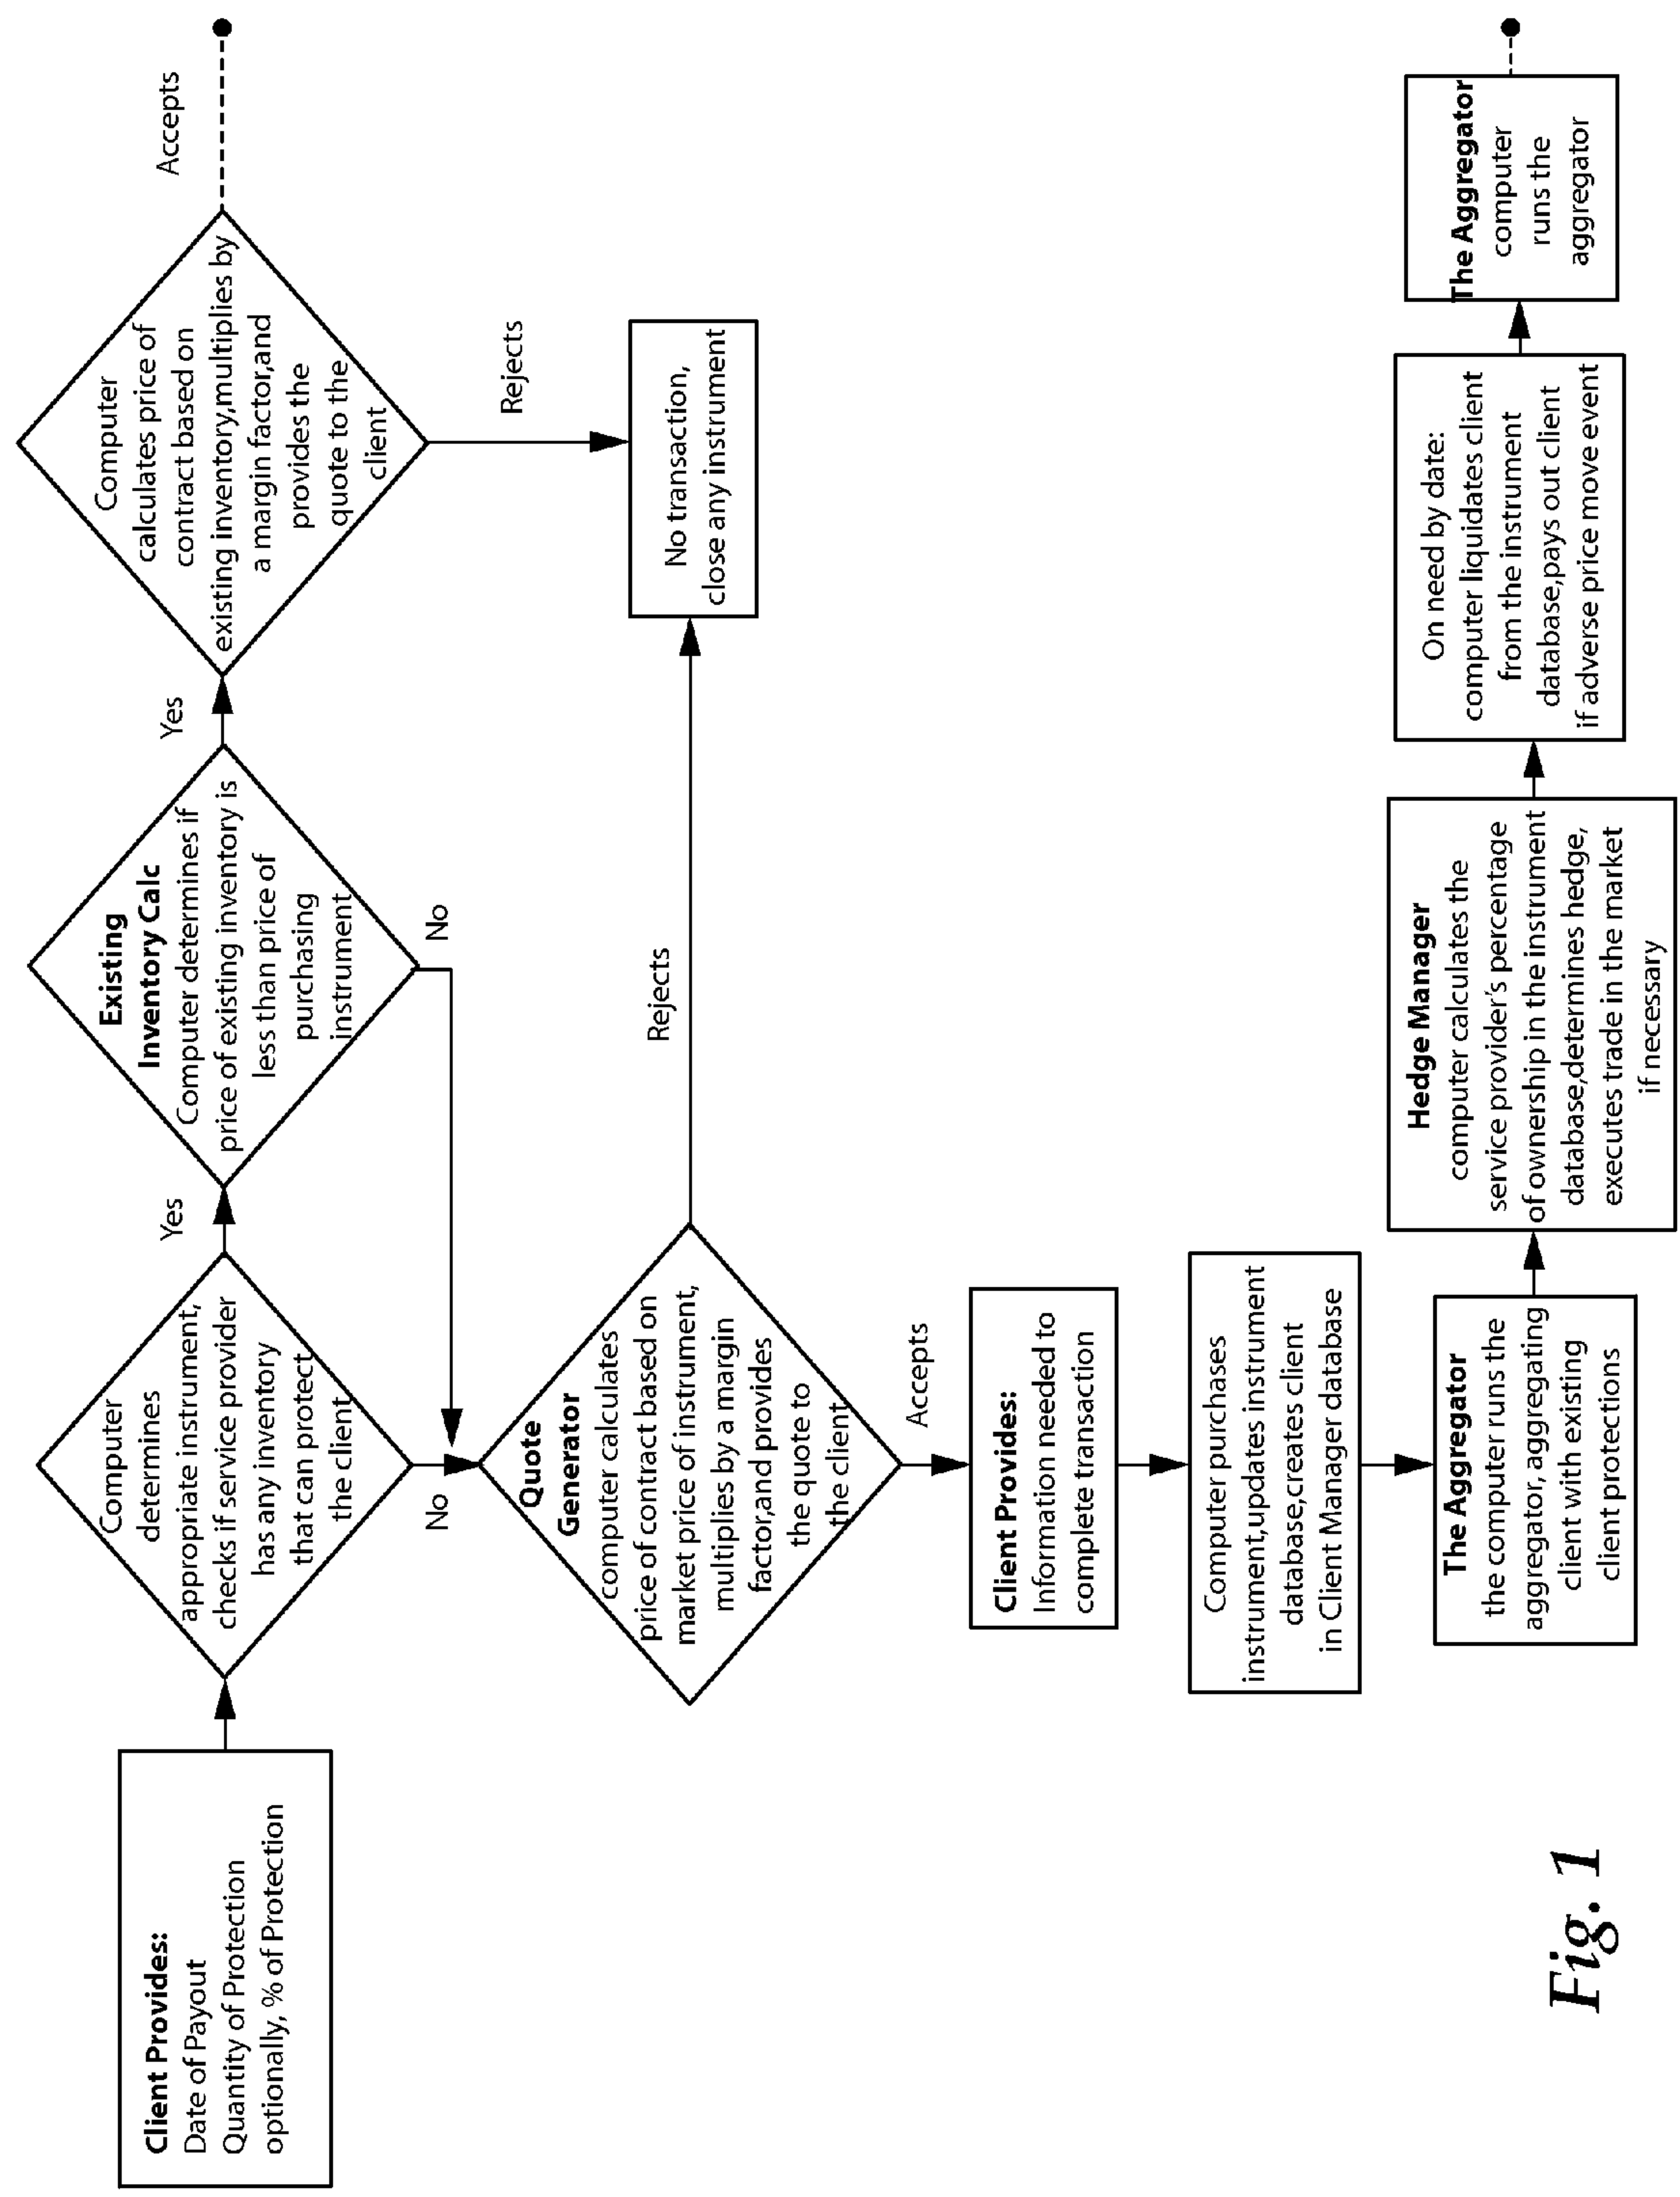 Client Provides:
Date of Payout
Quantity of Protection
optionally, % of Protection
Computer
determines
appropriate instrument,
checks if service provider
has any inventory
that can protect
the client
Yes
No
Existing
Inventory Calc
Computer determines if
price of existing inventory is
less than price of
purchasing
instrument
Yes
No
Computer
calculates price of
contract based on
existing inventory,multiplies by
a margin factor,and
provides the
quote to the
client
Accepts
Rejects
Quote
Generator
computer calculates
price of contract based on
market price of instrument,
multiplies by a margin
factor,and provides
the quote to
the client
Rejects
Accepts
No transaction,
close any instrument
Client Provides:
Information needed to
complete transaction
Computer purchases
instrument,updates instrument
database,creates client
in Client Manager database
The Aggregator
the computer runs the
aggregator, aggregating
client with existing
client protections
Hedge Manager
computer calculates the
service provider's percentage
of ownership in the instrument
database,determines hedge,
executes trade in the market
if necessary
On need by date:
computer liquidates client
from the instrument
database,pays out client
if adverse price move event
The Aggregator
computer
runs the
aggregator
Fig. 1